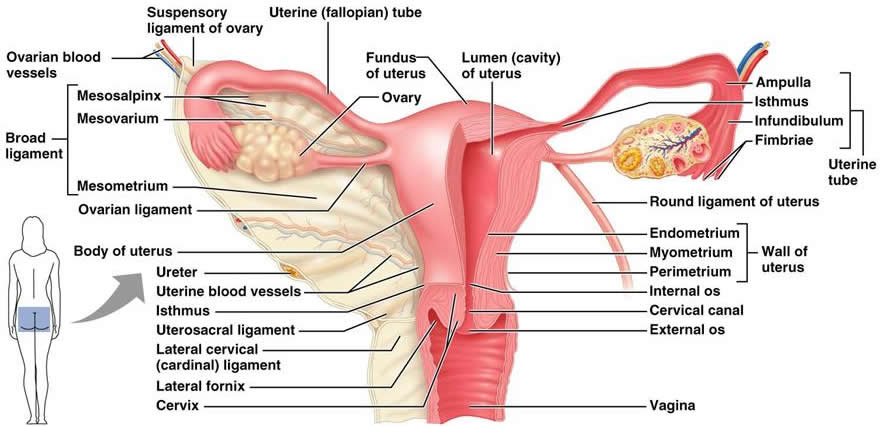 Suspensory
ligament of ovary
Uterine (fallopian) tube
Ovarian blood
vessels
Fundus
of uterus
Lumen (cavity)
of uterus
Mesosalpinx
Mesovarium
Ovary
Broad
ligament
Mesometrium
Ovarian ligament
Body of uterus
Ureter
Uterine blood vessels
Isthmus
Uterosacral ligament
Lateral cervical
(cardinal) ligament
Lateral fornix
Cervix
Ampulla
Isthmus
Infundibulum
Fimbriae
Uterine
tube
Round ligament of uterus
Endometrium
Myometrium
Perimetrium
Wall of
uterus
Internal os
Cervical canal
External os
Vagina